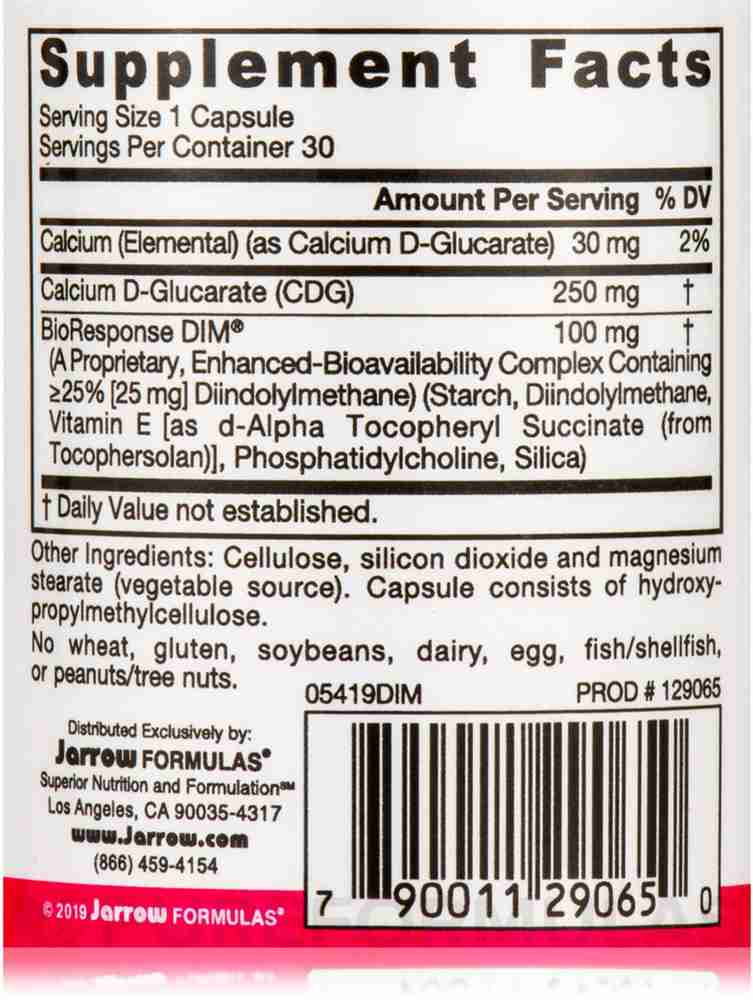 Supplement Facts
Serving Size 1 Capsule
Servings Per Container 30
Amount Per Serving % DV
Calcium (Elemental) (as Calcium D-Glucarate) 30 mg 2%
Calcium D-Glucarate (CDG) 250 mg †
BioResponse DIM® 100 mg †
(A Proprietary, Enhanced-Bioavailability Complex Containing
≥25% [25 mg] Diindolylmethane) (Starch, Diindolylmethane,
Vitamin E [as d-Alpha Tocopheryl Succinate (from
Tocophersolan)], Phosphatidylcholine, Silica)
† Daily Value not established.
Other Ingredients: Cellulose, silicon dioxide and magnesium
stearate (vegetable source). Capsule consists of hydroxy-
propylmethylcellulose.
No wheat, gluten, soybeans, dairy, egg, fish/shellfish,
or peanuts/tree nuts.
05419DIM PROD # 129065
Distributed Exclusively by:
Jarrow FORMULAS®
Superior Nutrition and Formulation℠
Los Angeles, CA 90035-4317
www.Jarrow.com
(866) 459-4154
© 2019 Jarrow FORMULAS®
7 90011 29065 0